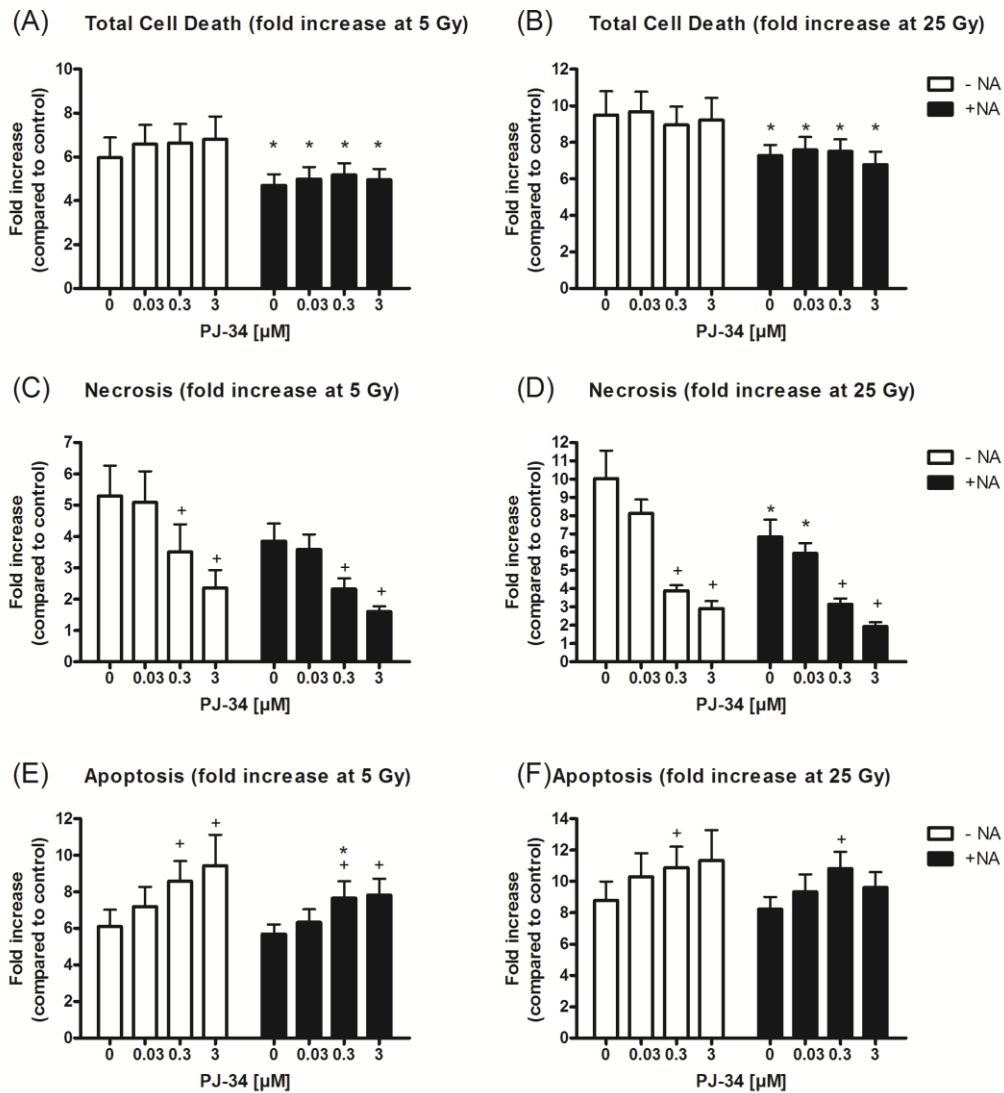 (A) Total Cell Death (fold increase at 5 Gy)
Fold increase
(compared to control)
10
8
6
4
2
0
* * * *
0 0.03 0.3 3 0 0.03 0.3 3
PJ-34 [µM]
(B) Total Cell Death (fold increase at 25 Gy)
Fold increase
(compared to control)
12
10
8
6
4
2
0
* * * *
0 0.03 0.3 3 0 0.03 0.3 3
PJ-34 [µM]
- NA
+NA
(C) Necrosis (fold increase at 5 Gy)
Fold increase
(compared to control)
7
6
5
4
3
2
1
0
+ + + +
0 0.03 0.3 3 0 0.03 0.3 3
PJ-34 [µM]
(D) Necrosis (fold increase at 25 Gy)
Fold increase
(compared to control)
12
11
10
9
8
7
6
5
4
3
2
1
0
+ + * * + +
0 0.03 0.3 3 0 0.03 0.3 3
PJ-34 [µM]
- NA
+NA
(E) Apoptosis (fold increase at 5 Gy)
Fold increase
(compared to control)
12
10
8
6
4
2
0
+ + * + +
0 0.03 0.3 3 0 0.03 0.3 3
PJ-34 [µM]
(F) Apoptosis (fold increase at 25 Gy)
Fold increase
(compared to control)
14
12
10
8
6
4
2
0
+ +
0 0.03 0.3 3 0 0.03 0.3 3
PJ-34 [µM]
- NA
+NA